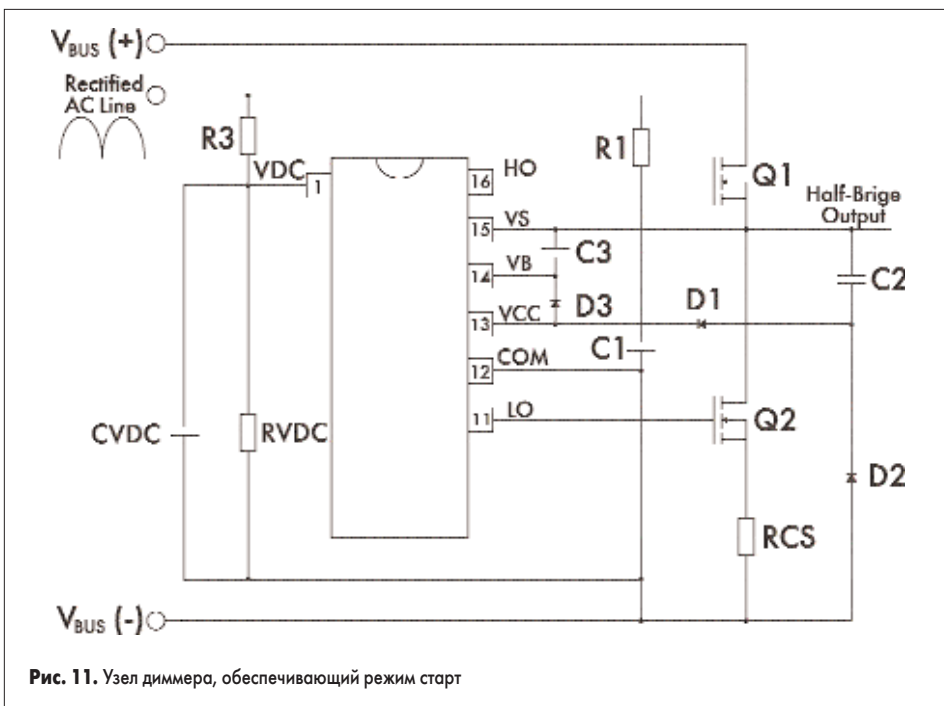 V_BUS (+)
Rectified
AC Line
R3
VDC
1
16
HO
R1
Q1
Half-Brige
Output
15
VS
C3
14
VB
C2
D3
D1
13
VCC
C1
12
COM
11
LO
Q2
CVDC
RVDC
D2
RCS
V_BUS (-)
Рис. 11. Узел диммера, обеспечивающий режим старт